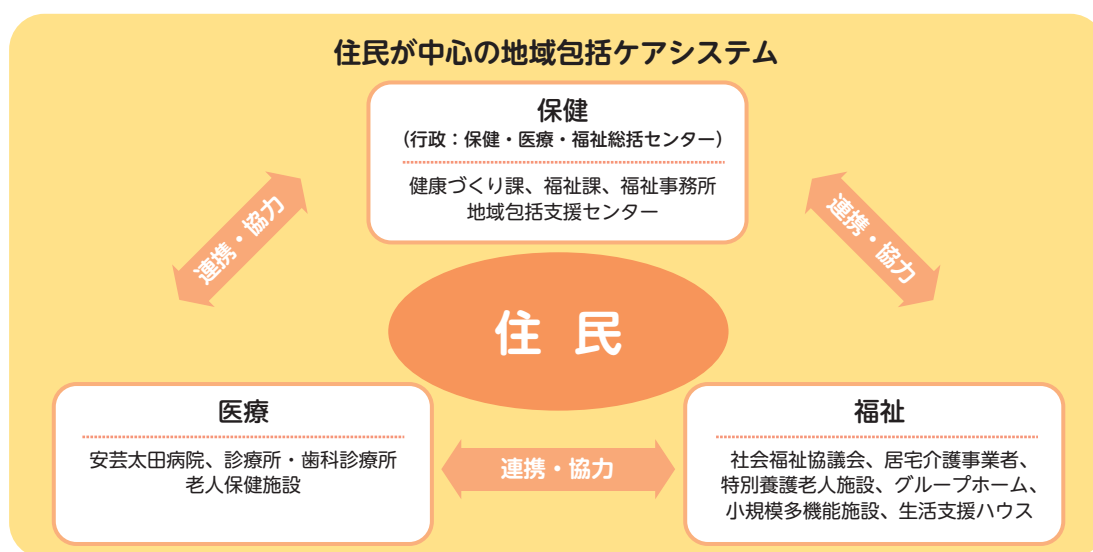 住民が中心の地域包括ケアシステム
保健
(行政：保健・医療・福祉総括センター)
健康づくり課、福祉課、福祉事務所
地域包括支援センター
連携・協力
連携・協力
住 民
医療
安芸太田病院、診療所・歯科診療所
老人保健施設
連携・協力
福祉
社会福祉協議会、居宅介護事業者、
特別養護老人施設、グループホーム、
小規模多機能施設、生活支援ハウス